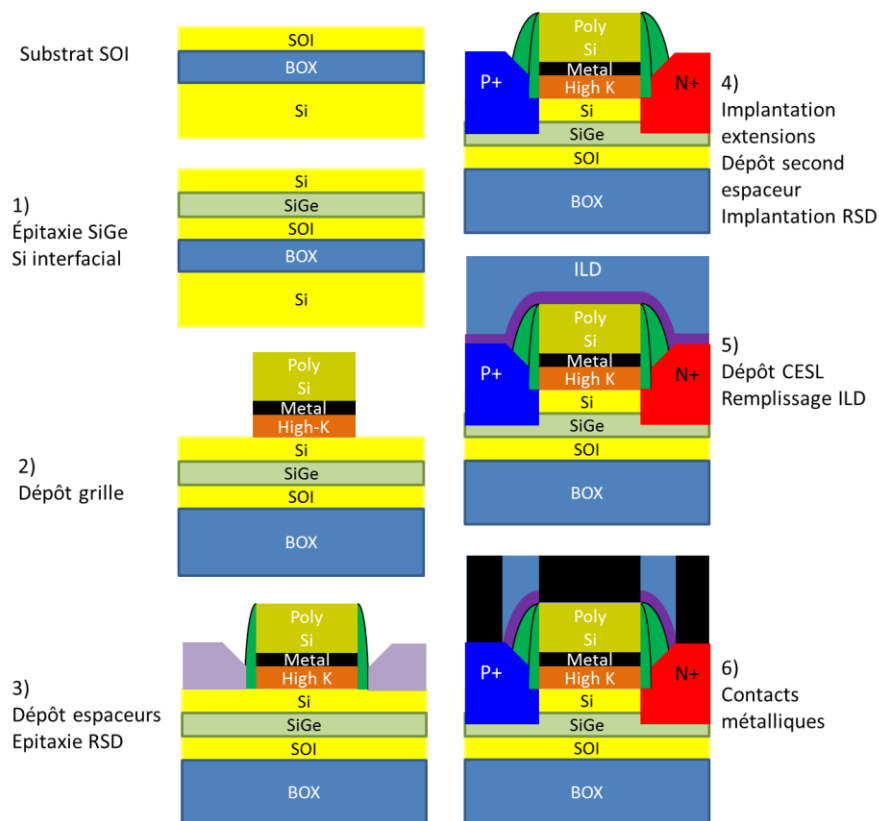 Substrat SOI
SOI
BOX
Si
1)
Épitaxie SiGe
Si interfacial
Si
SiGe
SOI
BOX
Si
2)
Dépôt grille
Poly
Si
Metal
High-K
Si
SiGe
SOI
BOX
3)
Dépôt espaceurs
Epitaxie RSD
Poly
Si
Metal
High K
Si
SiGe
SOI
BOX
4)
Implantation
extensions
Dépôt second
espaceur
Implantation RSD
Poly
Si
Metal
High K
P+
N+
Si
SiGe
SOI
BOX
5)
Dépôt CESL
Remplissage ILD
ILD
Poly
Si
Metal
High K
P+
N+
Si
SiGe
SOI
BOX
6)
Contacts
métalliques
Poly
Si
Metal
High K
P+
N+
Si
SiGe
SOI
BOX